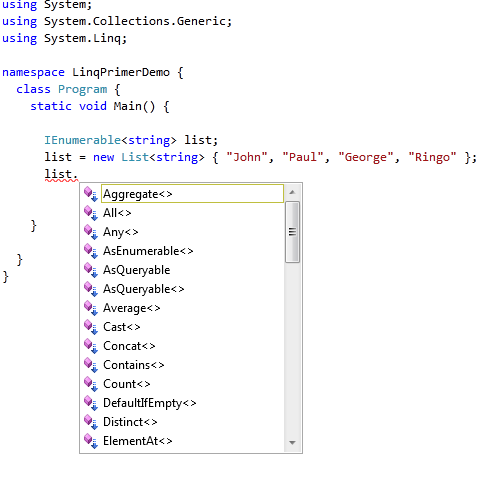 using System;
using System.Collections.Generic;
using System.Linq;
namespace LinqPrimerDemo {
class Program {
static void Main() {
IEnumerable<string> list;
list = new List<string> { "John", "Paul", "George", "Ringo" };
list.
Aggregate<>
All<>
Any<>
AsEnumerable<>
AsQueryable
AsQueryable<>
Average<>
Cast<>
Concat<>
Contains<>
Count<>
DefaultIfEmpty<>
Distinct<>
ElementAt<>
}
}
}